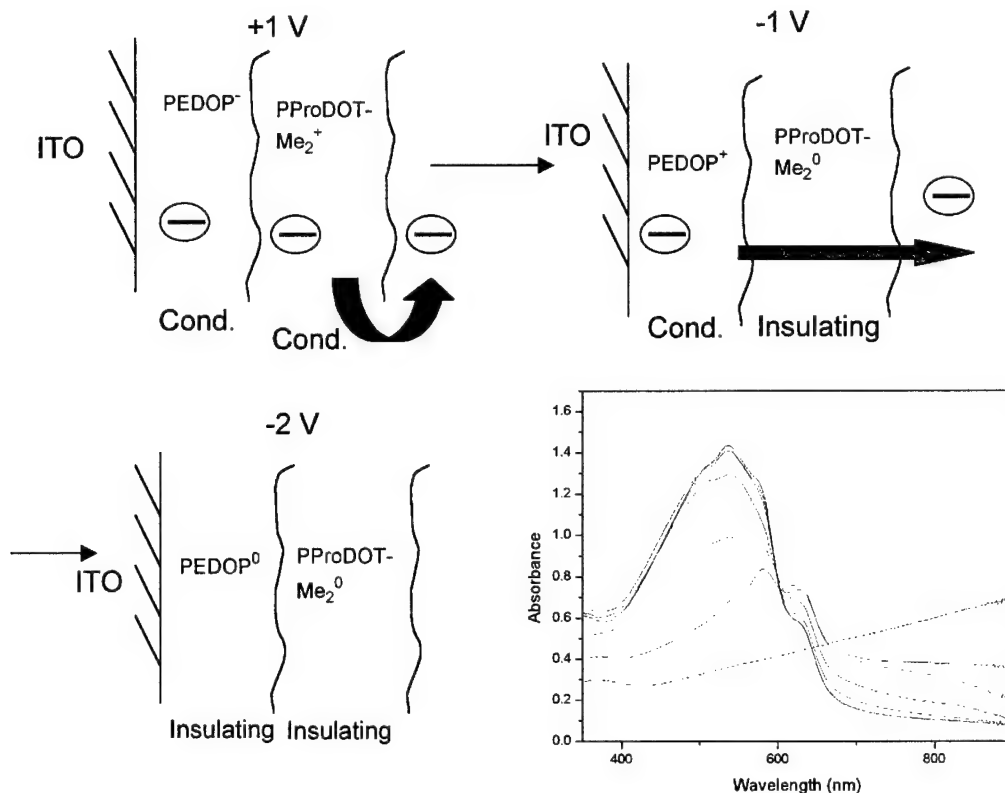 +1 V
ITO
PEDOP⁻
PProDOT-
Me₂⁺
Cond.
Cond.
-1 V
ITO
PEDOP⁺
PProDOT-
Me₂⁰
Cond.
Insulating
-2 V
ITO
PEDOP⁰
PProDOT-
Me₂⁰
Insulating
Insulating
Absorbance
1.6
1.4
1.2
1.0
0.8
0.6
0.4
0.2
0.0
400
600
800
Wavelength (nm)